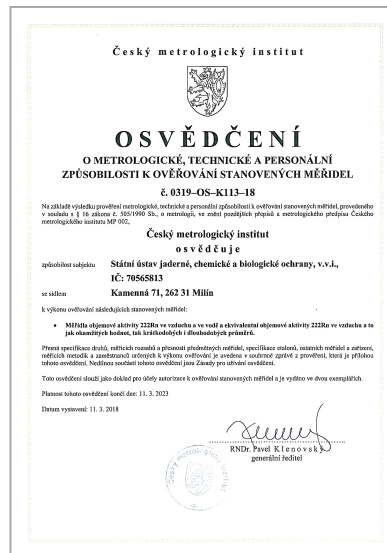 Český metrologický institut
OSVĚDČENÍ
O METROLOGICKÉ, TECHNICKÉ A PERSONÁLNÍ
ZPŮSOBILOSTI K OVĚŘOVÁNÍ STANOVENÝCH MĚŘIDEL
č. 0319–OS–K113–18
Na základě výsledku prověření metrologické, technické a personální způsobilosti k ověřování stanovených měřidel, provedeného
v souladu s § 16 zákona č. 505/1990 Sb., o metrologii, ve znění pozdějších předpisů a metrologického předpisu Českého
metrologického institutu MP 002,
Český metrologický institut
osvědčuje
způsobilost subjektu Státní ústav jaderné, chemické a biologické ochrany, v.v.i.,
IČ: 70565813
se sídlem Kamenná 71, 262 31 Milín
k výkonu ověřování následujících stanovených měřidel:
• Měřidla objemové aktivity 222Rn ve vzduchu a ve vodě a ekvivalentní objemové aktivity 222Rn ve vzduchu a to
jak okamžitých hodnot, tak krátkodobých i dlouhodobých průměrů.
Přesná specifikace druhů, měřicích rozsahů a přesností předmětných měřidel, specifikace etalonů, ostatních měřidel a zařízení,
měřicích metodik a zaměstnanců určených k výkonu ověřování je uvedena v souhrnné zprávě z prověření, která je přílohou
tohoto osvědčení. Nedílnou součástí tohoto osvědčení jsou Zásady pro užívání osvědčení.
Toto osvědčení slouží jako doklad pro účely autorizace k ověřování stanovených měřidel a je vydáno ve dvou exemplářích.
Platnost tohoto osvědčení končí dne: 11. 3. 2023
Datum vystavení: 11. 3. 2018
RNDr. Pavel Klenovský
generální ředitel
Český metrologický institut